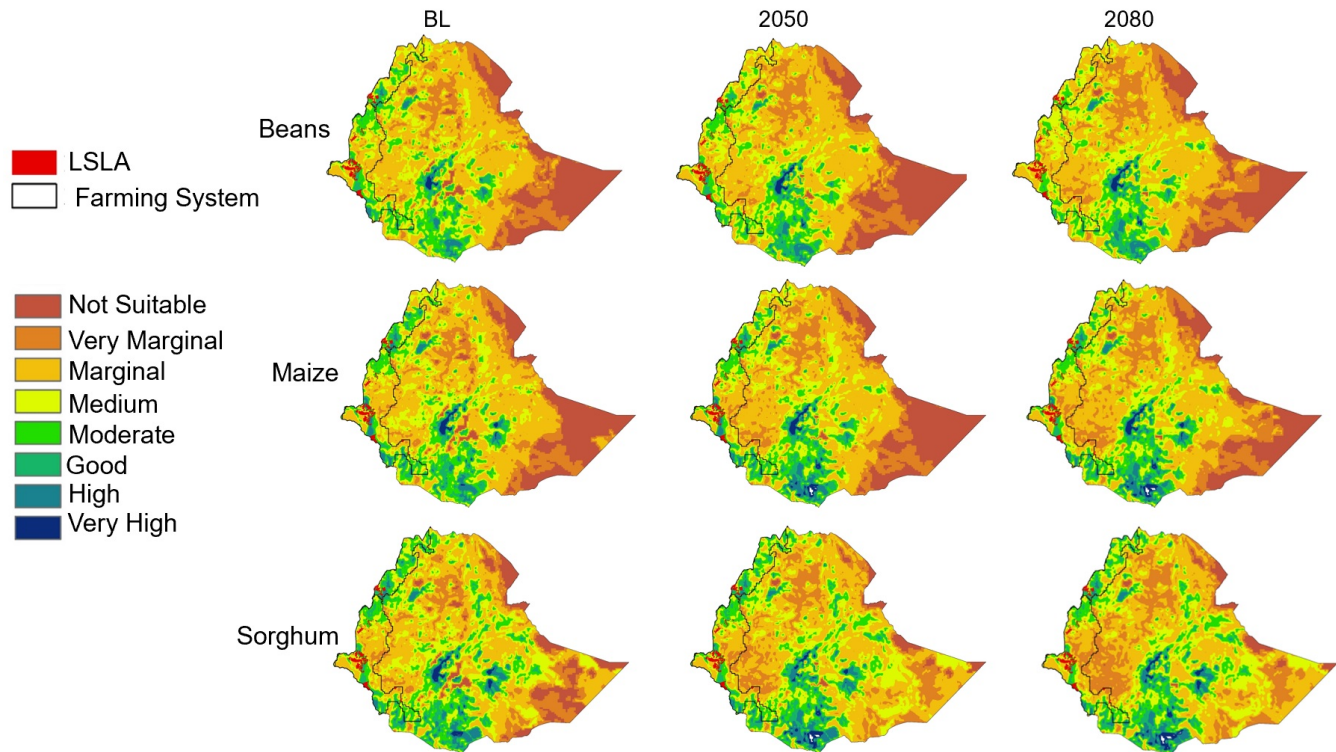 BL 2050 2080
Beans
LSLA
Farming System
Not Suitable
Very Marginal
Marginal
Maize
Medium
Moderate
Good
High
Very High
Sorghum